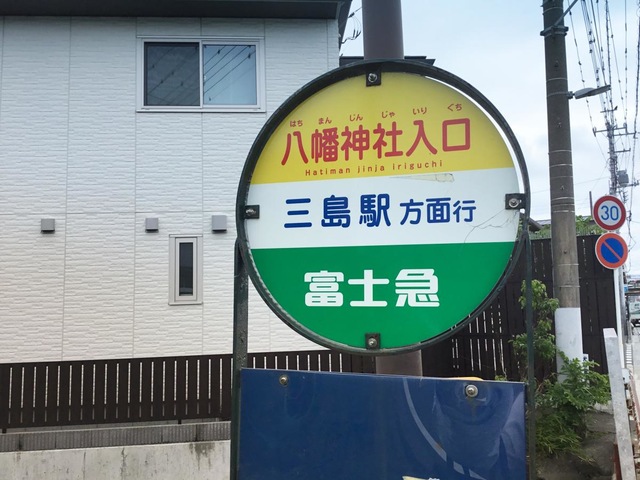 はち まん じん じゃ いり ぐち
八幡神社入口
Hatiman jinja iriguchi
三島駅 方面行
富士急
30